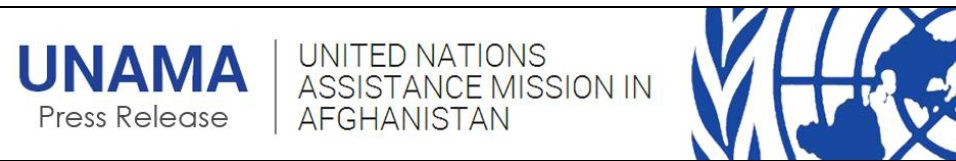 UNAMA
Press Release
UNITED NATIONS
ASSISTANCE MISSION IN
AFGHANISTAN